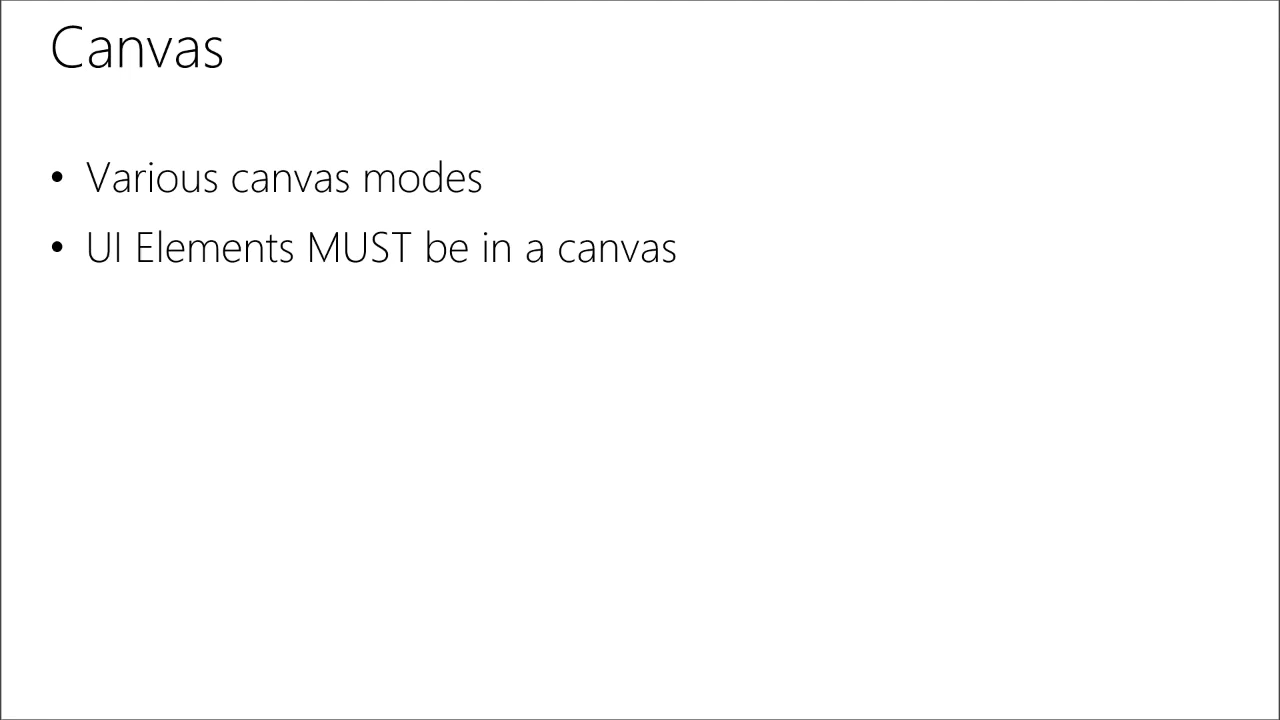 Canvas
• Various canvas modes
• UI Elements MUST be in a canvas